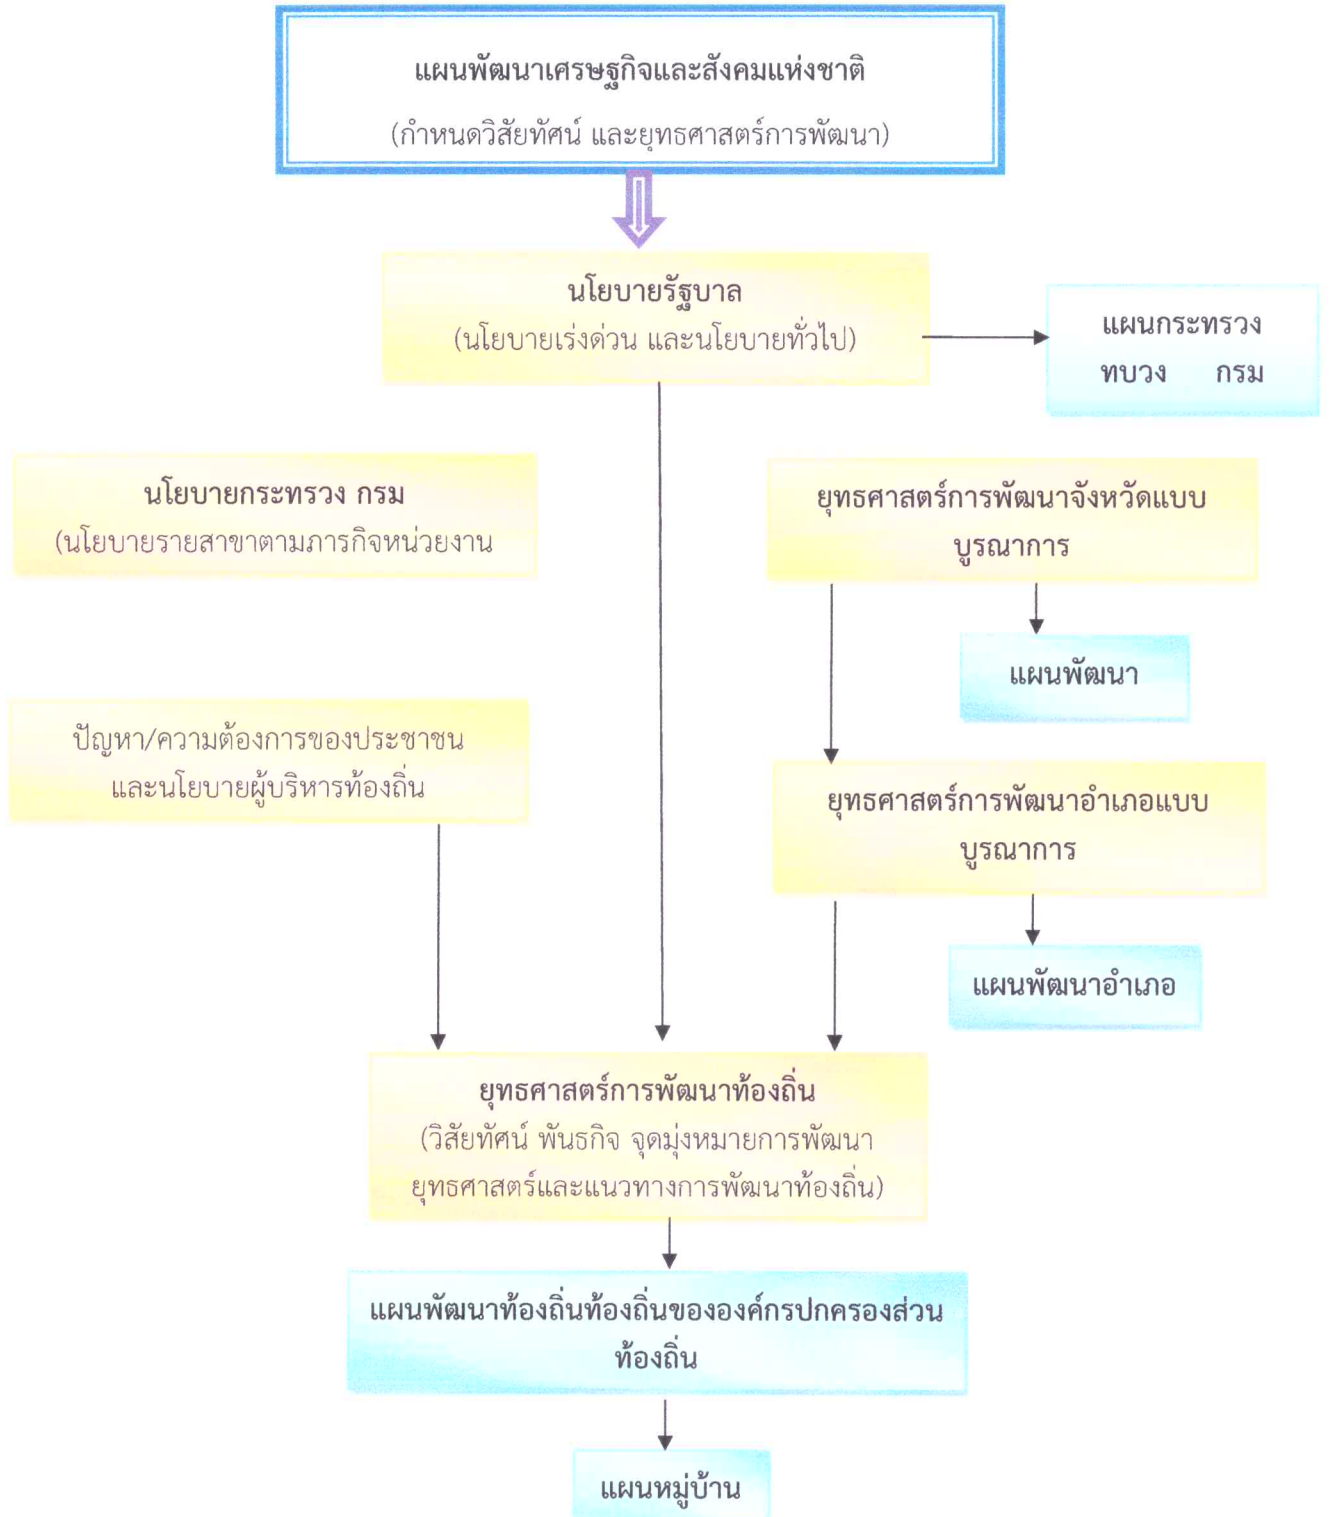 แผนพัฒนาเศรษฐกิจและสังคมแห่งชาติ
(กำหนดวิสัยทัศน์ และยุทธศาสตร์การพัฒนา)
นโยบายรัฐบาล
(นโยบายเร่งด่วน และนโยบายทั่วไป)
แผนกระทรวง
ทบวง กรม
นโยบายกระทรวง กรม
(นโยบายรายสาขาตามภารกิจหน่วยงาน
ยุทธศาสตร์การพัฒนาจังหวัดแบบ
บูรณาการ
แผนพัฒนา
ปัญหา/ความต้องการของประชาชน
และนโยบายผู้บริหารท้องถิ่น
ยุทธศาสตร์การพัฒนาอำเภอแบบ
บูรณาการ
แผนพัฒนาอำเภอ
ยุทธศาสตร์การพัฒนาท้องถิ่น
(วิสัยทัศน์ พันธกิจ จุดมุ่งหมายการพัฒนา
ยุทธศาสตร์และแนวทางการพัฒนาท้องถิ่น)
แผนพัฒนาท้องถิ่นท้องถิ่นขององค์กรปกครองส่วน
ท้องถิ่น
แผนหมู่บ้าน